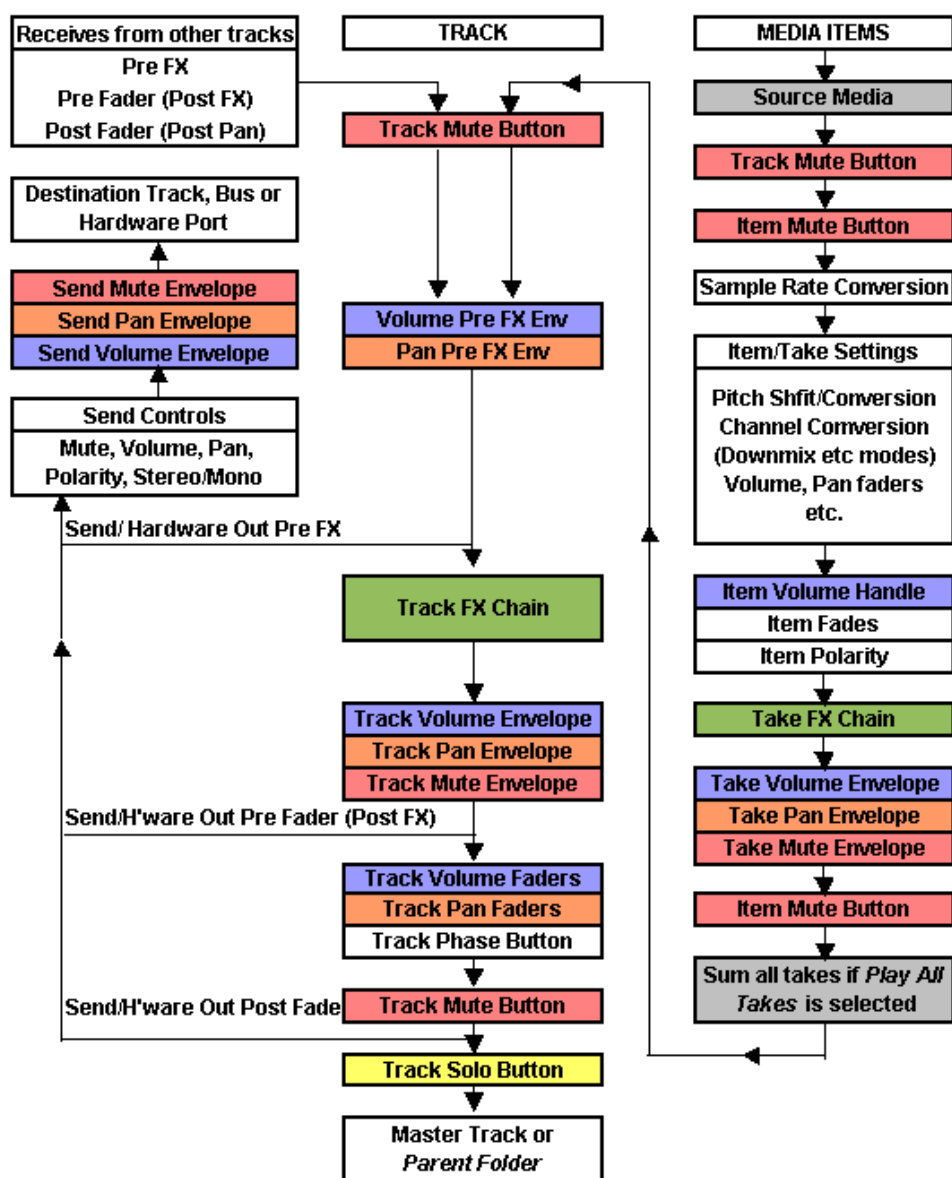 Receives from other tracks
Pre FX
Pre Fader (Post FX)
Post Fader (Post Pan)
Destination Track, Bus or
Hardware Port
Send Mute Envelope
Send Pan Envelope
Send Volume Envelope
Send Controls
Mute, Volume, Pan,
Polarity, Stereo/Mono
Send/ Hardware Out Pre FX
Send/H'ware Out Pre Fader (Post FX)
Send/H'ware Out Post Fade
TRACK
Track Mute Button
Volume Pre FX Env
Pan Pre FX Env
Track FX Chain
Track Volume Envelope
Track Pan Envelope
Track Mute Envelope
Track Volume Faders
Track Pan Faders
Track Phase Button
Track Mute Button
Track Solo Button
Master Track or
Parent Folder
MEDIA ITEMS
Source Media
Track Mute Button
Item Mute Button
Sample Rate Conversion
Item/Take Settings
Pitch Shfit/Conversion
Channel Comversion
(Downmix etc modes)
Volume, Pan faders
etc.
Item Volume Handle
Item Fades
Item Polarity
Take FX Chain
Take Volume Envelope
Take Pan Envelope
Take Mute Envelope
Item Mute Button
Sum all takes if Play All
Takes is selected